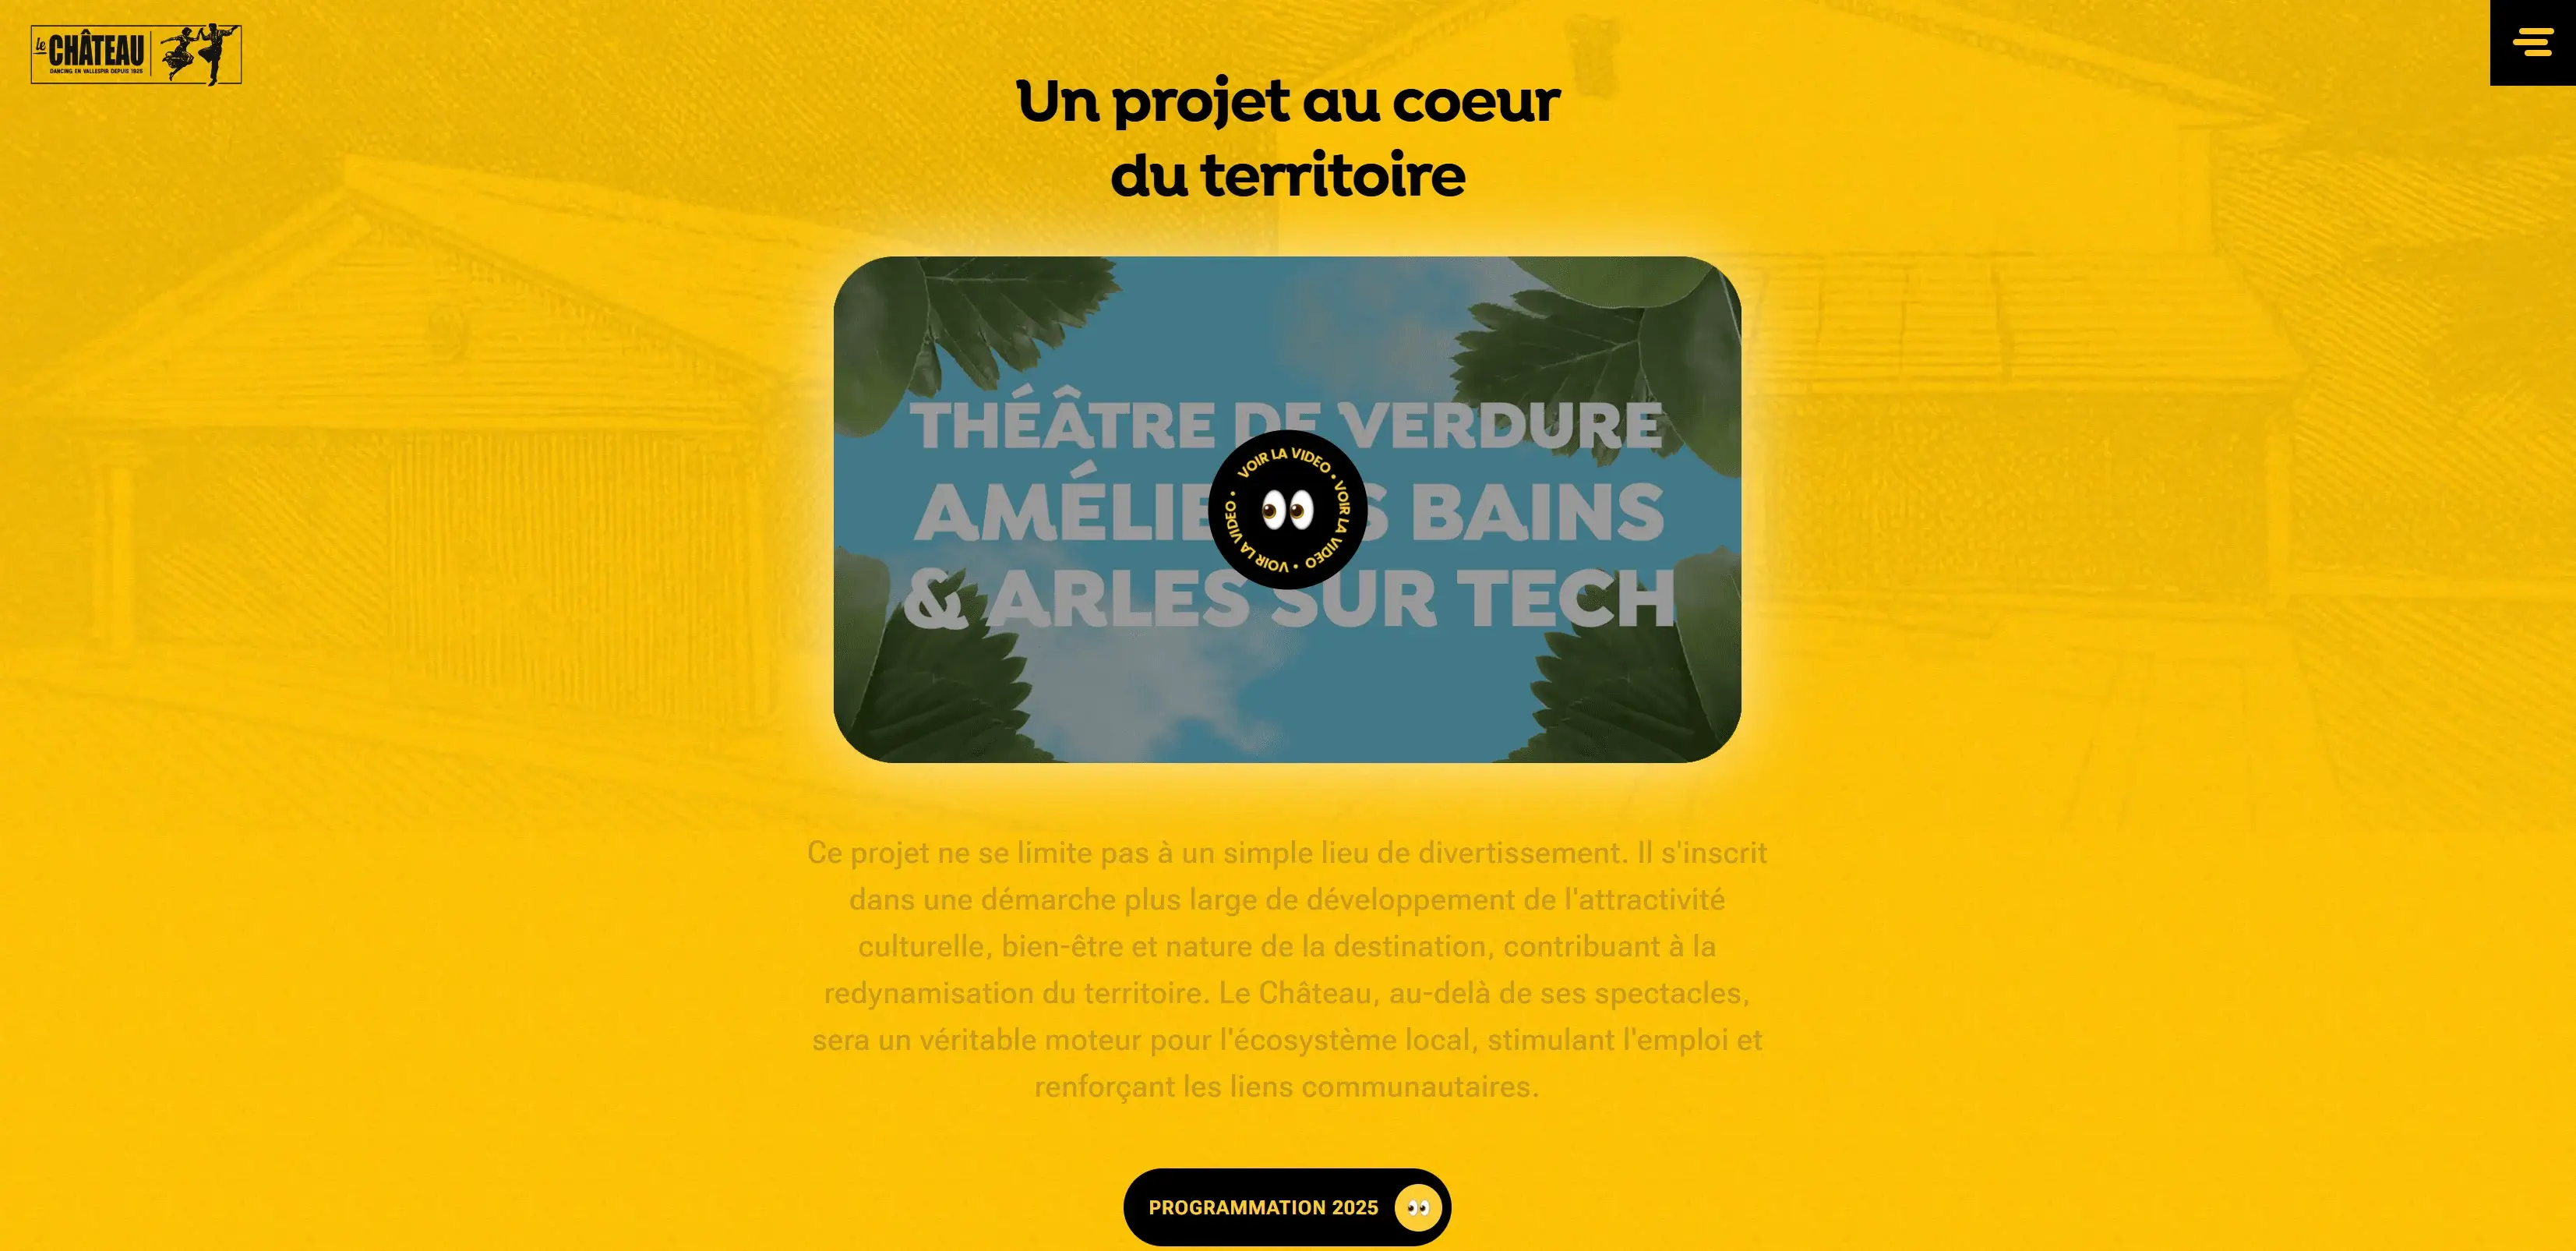 le CHÂTEAU
DANCING EN VALLESPIR DEPUIS 1925
Un projet au coeur
du territoire
THÉÂTRE DE VERDURE
AMÉLIE S BAINS
& ARLES SUR TECH
VOIR LA VIDEO • VOIR LA VIDEO • VOIR LA VIDEO •
Ce projet ne se limite pas à un simple lieu de divertissement. Il s'inscrit
dans une démarche plus large de développement de l'attractivité
culturelle, bien-être et nature de la destination, contribuant à la
redynamisation du territoire. Le Château, au-delà de ses spectacles,
sera un véritable moteur pour l'écosystème local, stimulant l'emploi et
renforçant les liens communautaires.
PROGRAMMATION 2025